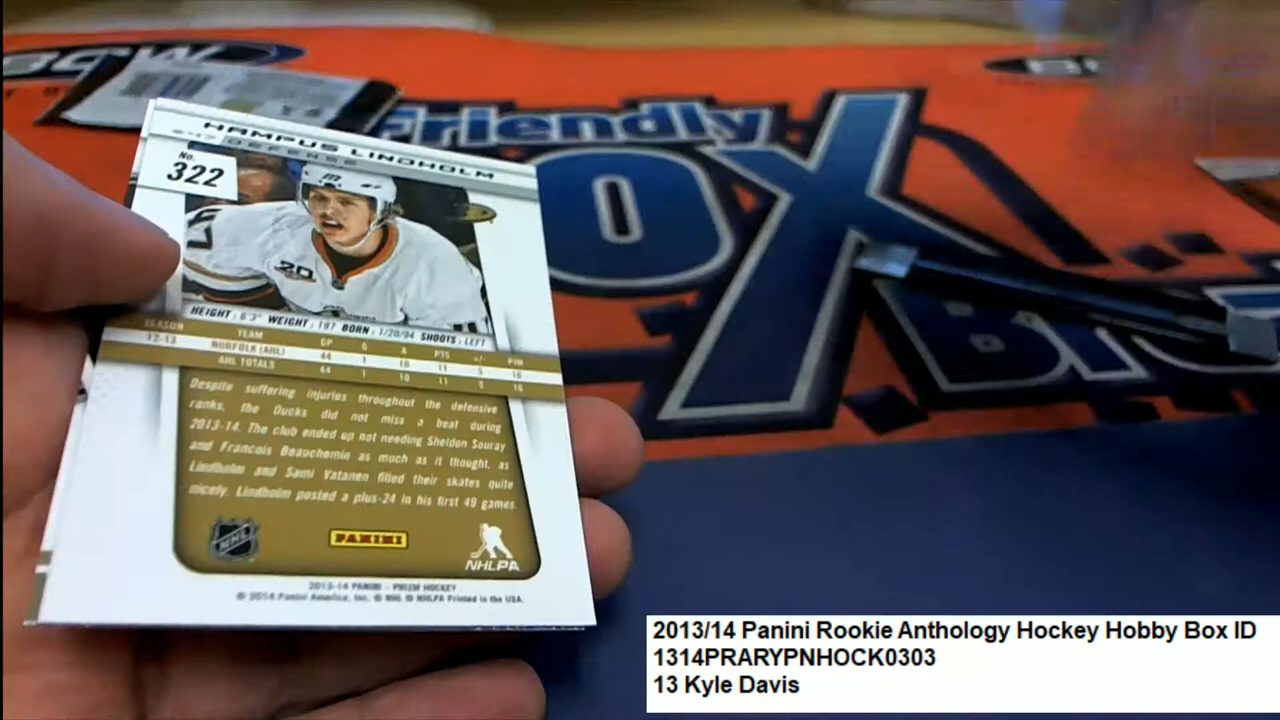 BCW
Friendly
BOX
HAMPUS LINDHOLM
DEFENSE
No.
322
20
HEIGHT: 6'3" WEIGHT: 197 BORN: 1/20/94 SHOOTS: LEFT
SEASON TEAM GP G A PTS +/- PIM
12-13 NORFOLK (AHL) 44 1 10 11 5 16
AHL TOTALS 44 1 10 11 5 16
Despite suffering injuries throughout the defensive
ranks, the Ducks did not miss a beat during
2013-14. The club ended up not needing Sheldon Souray
and Francois Beauchemin as much as it thought, as
Lindholm and Sami Vatanen filled their skates quite
nicely. Lindholm posted a plus-24 in his first 49 games
NHL
PANINI
NHLPA
2013-14 PANINI - PRIZM HOCKEY
© 2014 Panini America, Inc. © NHL © NHLPA Printed in the USA.
2013/14 Panini Rookie Anthology Hockey Hobby Box ID
1314PRARYPNHOCK0303
13 Kyle Davis